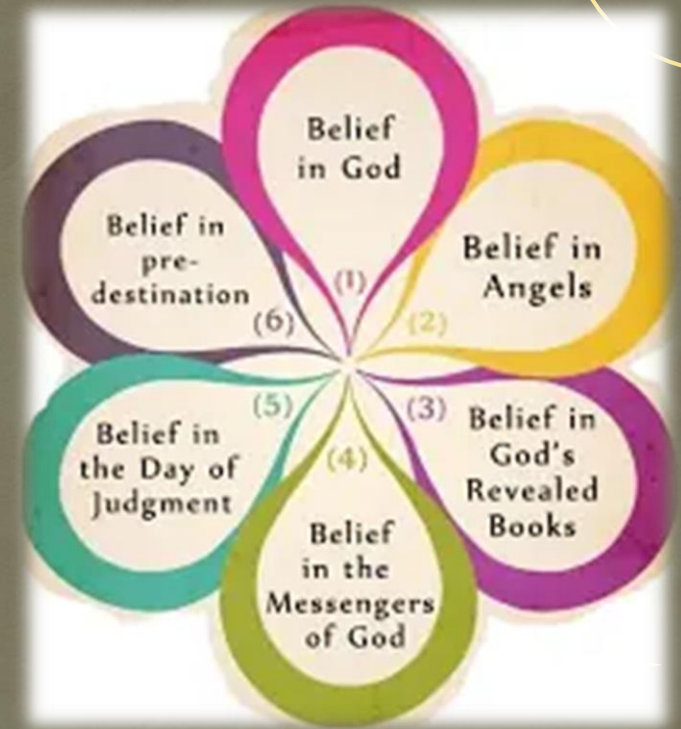 Belief
in God
(1)
Belief in
Angels
(2)
Belief in
God's
Revealed
Books
(3)
Belief
in the
Messengers
of God
(4)
Belief in
the Day of
Judgment
(5)
Belief in
pre-
destination
(6)